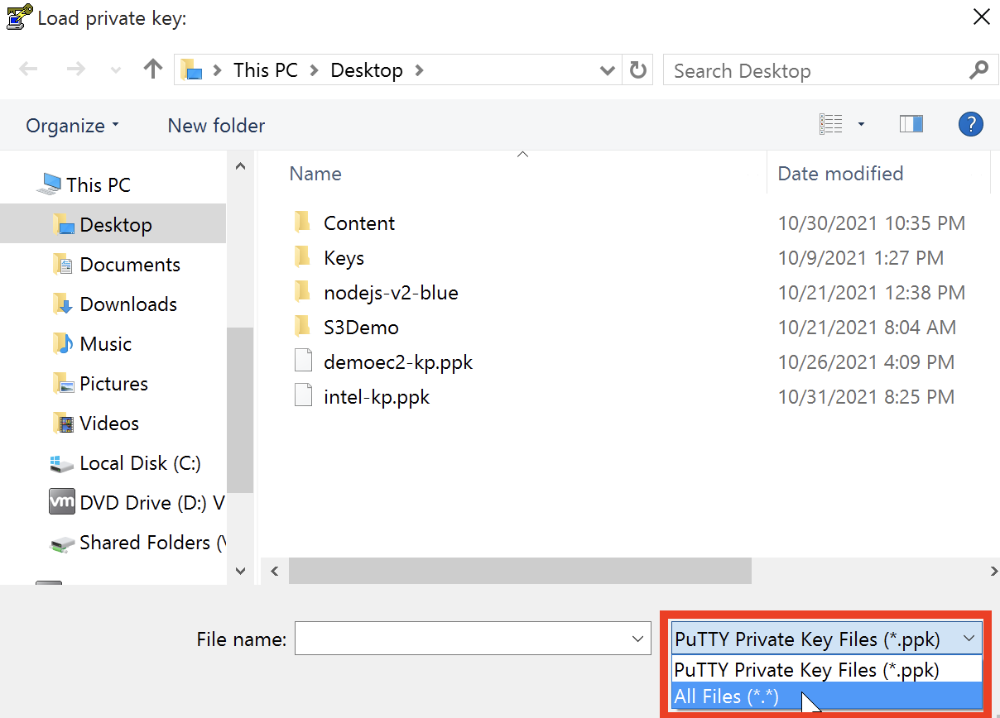 Load private key:
This PC Desktop
Search Desktop
Organize
New folder
?
This PC
Desktop
Documents
Downloads
Music
Pictures
Videos
Local Disk (C:)
vm DVD Drive (D:) V
Shared Folders (
Name Date modified
Content 10/30/2021 10:35 PM
Keys 10/9/2021 1:27 PM
nodejs-v2-blue 10/21/2021 12:38 PM
S3Demo 10/21/2021 8:04 AM
demoec2-kp.ppk 10/26/2021 4:09 PM
intel-kp.ppk 10/31/2021 8:25 PM
File name:
PuTTY Private Key Files (*.ppk)
PuTTY Private Key Files (*.ppk)
All Files (*.*)